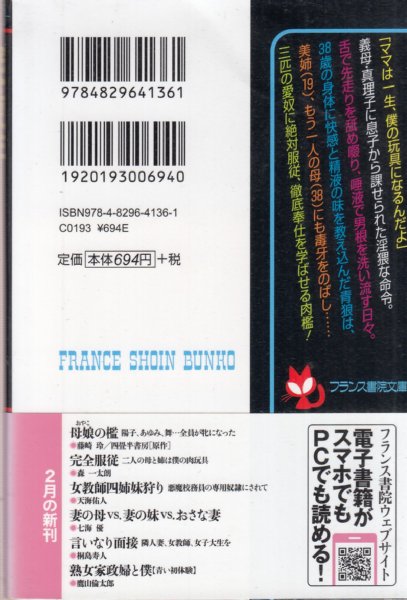 「ママは一生、僕の玩具になるんだよ」
義母・真理子に息子から課せられた淫猥な命令。
舌で先走りを舐め啜り、唾液で男根を洗い流す日々。
38歳の身体に快感と精液の味を教え込んだ青狼は、
美姉(19)、もう一人の母(38)にも毒牙をのばし……
三匹の愛奴に絶対服従、徹底奉仕を学ばせる肉檻！
フランス書院文庫
9784829641361
1920193006940
ISBN978-4-8296-4136-1
C0193 ¥694E
定価 本体694円 +税
FRANCE SHOIN BUNKO
フランス書院ウェブサイト
電子書籍が
スマホでも
PCでも読める！
2月の新刊
おやこ
母娘の檻 陽子、あゆみ、舞…全員が牝になった
●藤崎 玲／四畳半書房[原作]
完全服従 二人の母と姉は僕の肉玩具
●森 一太朗
女教師四姉妹狩り 悪魔校務員の専用奴隷にされて
●天海佑人
妻の母vs.妻の妹vs.おさな妻
●七海 優
言いなり面接 隣人妻、女教師、女子大生を
●桐島寿人
熟女家政婦と僕【青い初体験】
●鷹山倫太郎